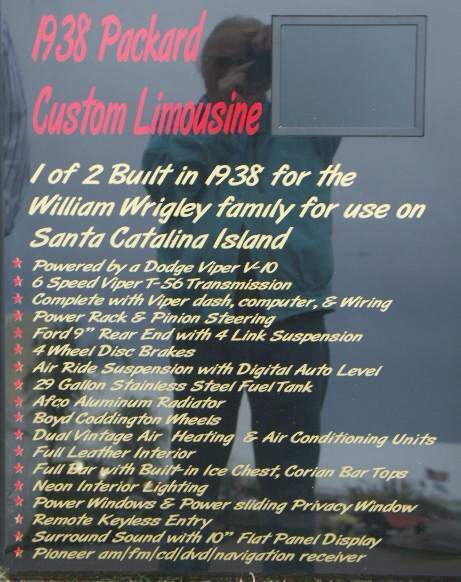 1938 Packard
Custom Limousine
1 of 2 Built in 1938 for the
William Wrigley family for use on
Santa Catalina Island
★ Powered by a Dodge Viper V-10
★ 6 Speed Viper T-56 Transmission
★ Complete with Viper dash, computer, & Wiring
★ Power Rack & Pinion Steering
★ Ford 9" Rear End with 4 Link Suspension
★ 4 Wheel Disc Brakes
★ Air Ride Suspension with Digital Auto Level
★ 29 Gallon Stainless Steel Fuel Tank
★ Afco Aluminum Radiator
★ Boyd Coddington Wheels
★ Dual Vintage Air Heating & Air Conditioning Units
★ Full Leather Interior
★ Full Bar with Built-in Ice Chest, Corian Bar Tops
★ Neon Interior Lighting
★ Power Windows & Power sliding Privacy Window
★ Remote Keyless Entry
★ Surround Sound with 10" Flat Panel Display
★ Pioneer am/fm/cd/dvd/navigation receiver